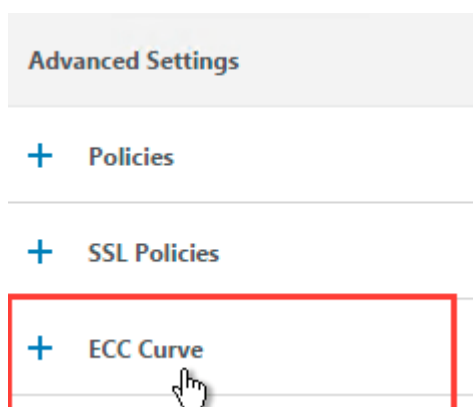 Advanced Settings
+ Policies
+ SSL Policies
+ ECC Curve